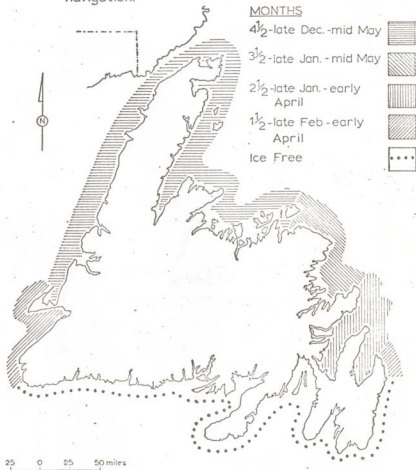 navigation.
MONTHS
4½-late Dec.-mid May
3½-late Jan.-mid May
2½-late Jan-early
April
1½-late Feb-early
April
Ice Free
N
25 0 25 50 miles